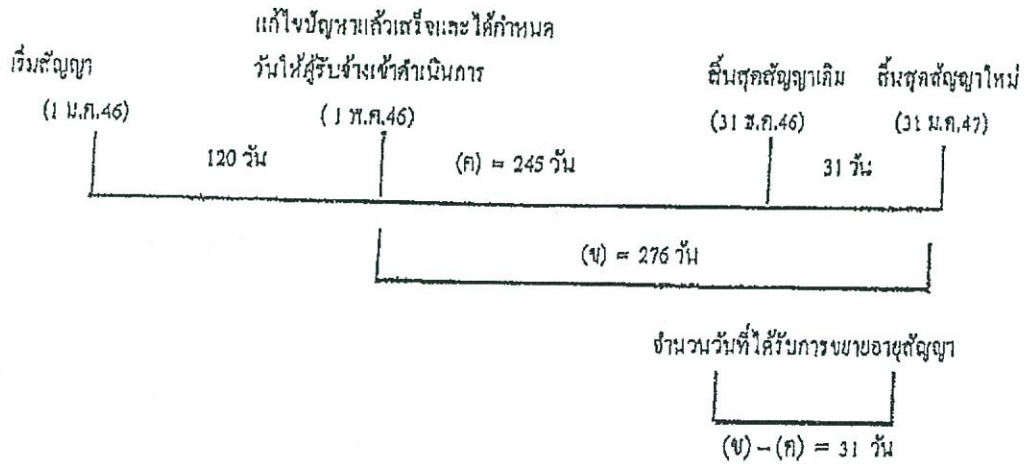 แก้ไขปัญหาแล้วเสร็จและได้กำหนด
วันให้ผู้รับจ้างเข้าดำเนินการ
เริ่มสัญญา
สิ้นสุดสัญญาเดิม
สิ้นสุดสัญญาใหม่
(1 ม.ค.46)
(1 พ.ค.46)
(31 ธ.ค.46)
(31 ม.ค.47)
120 วัน
(ค) = 245 วัน
31 วัน
(ข) = 276 วัน
จำนวนวันที่ได้รับการขยายอายุสัญญา
(ข) – (ค) = 31 วัน